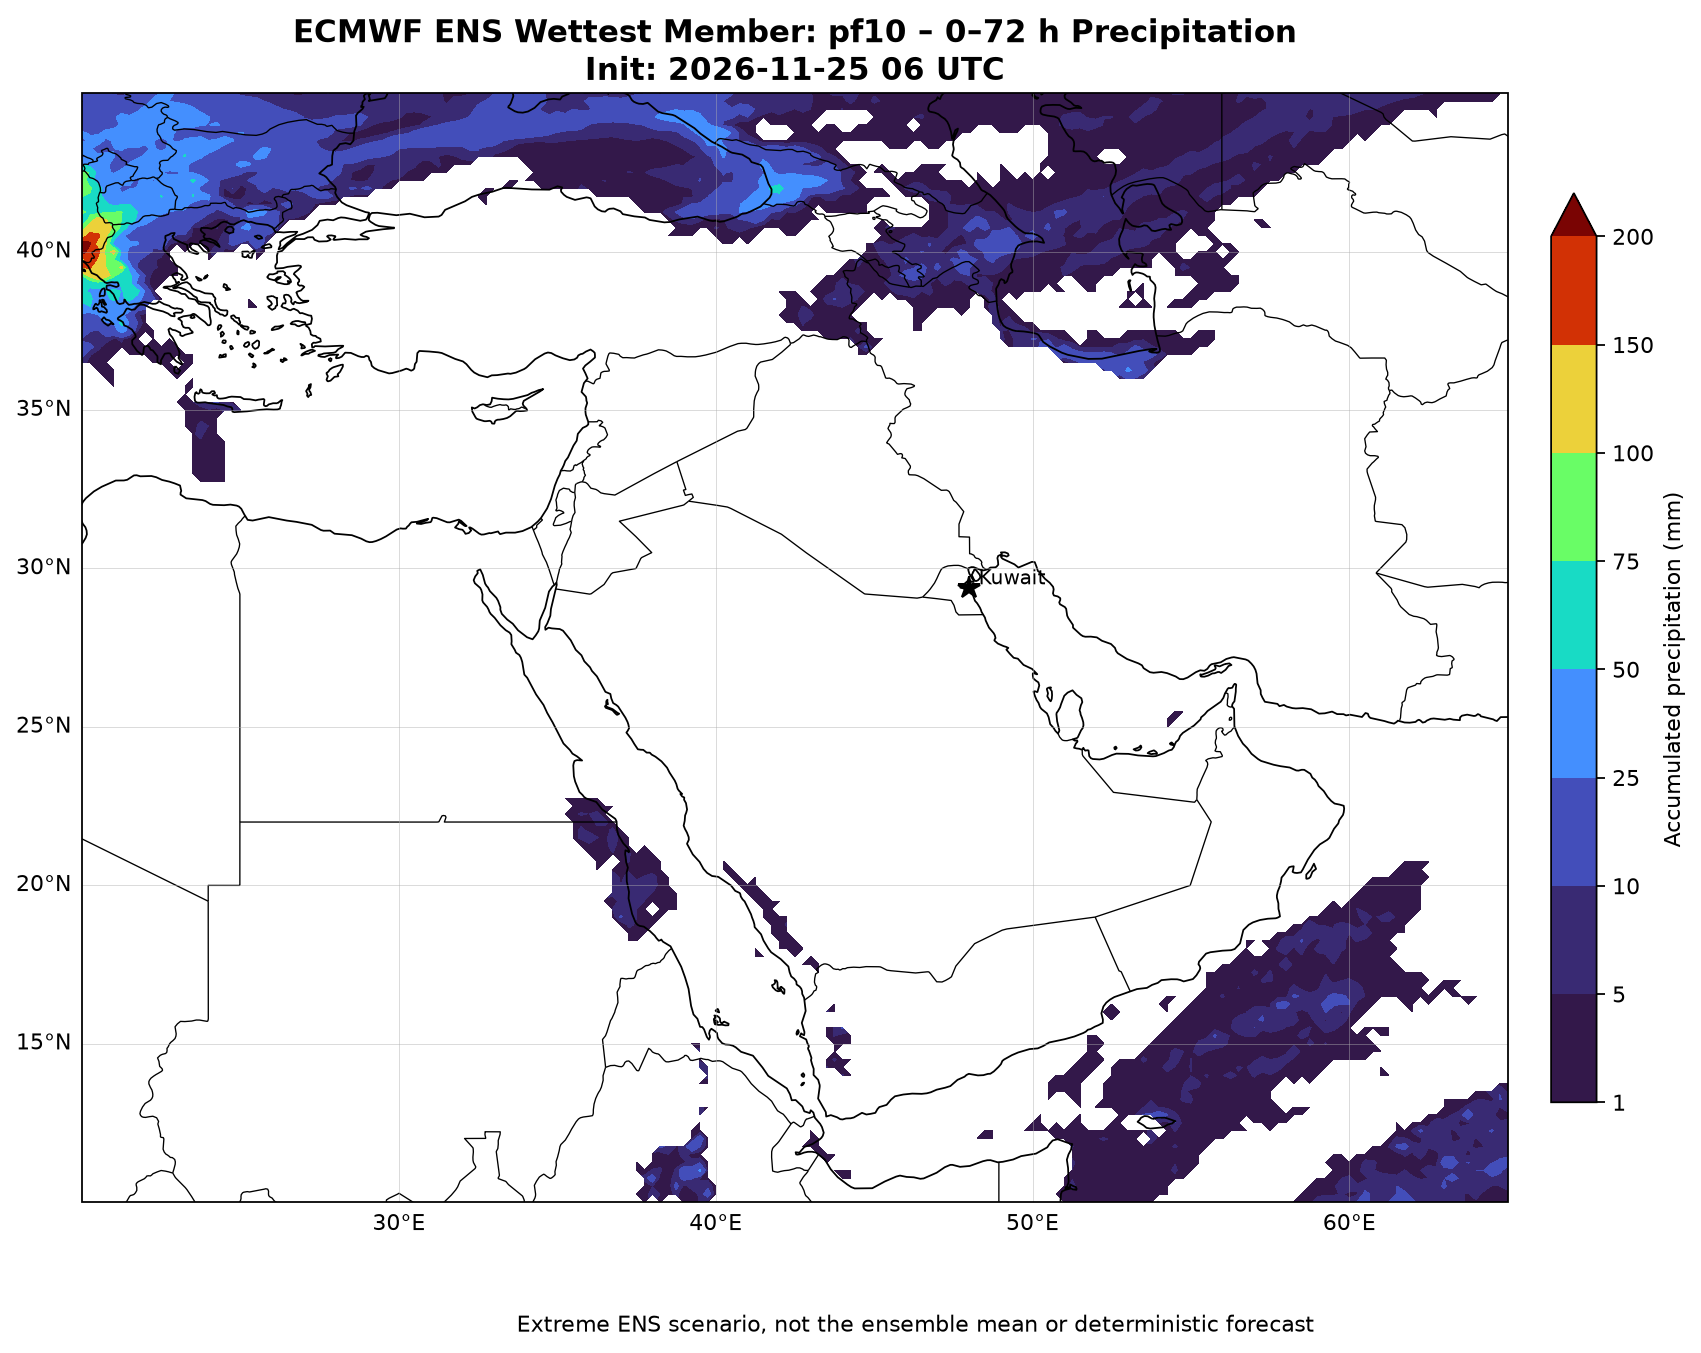 ECMWF ENS Wettest Member: pf10 – 0–72 h Precipitation
Init: 2026-11-25 06 UTC
40°N
35°N
30°N
25°N
20°N
15°N
30°E
40°E
50°E
60°E
Kuwait
200
150
100
75
50
25
10
5
1
Accumulated precipitation (mm)
Extreme ENS scenario, not the ensemble mean or deterministic forecast